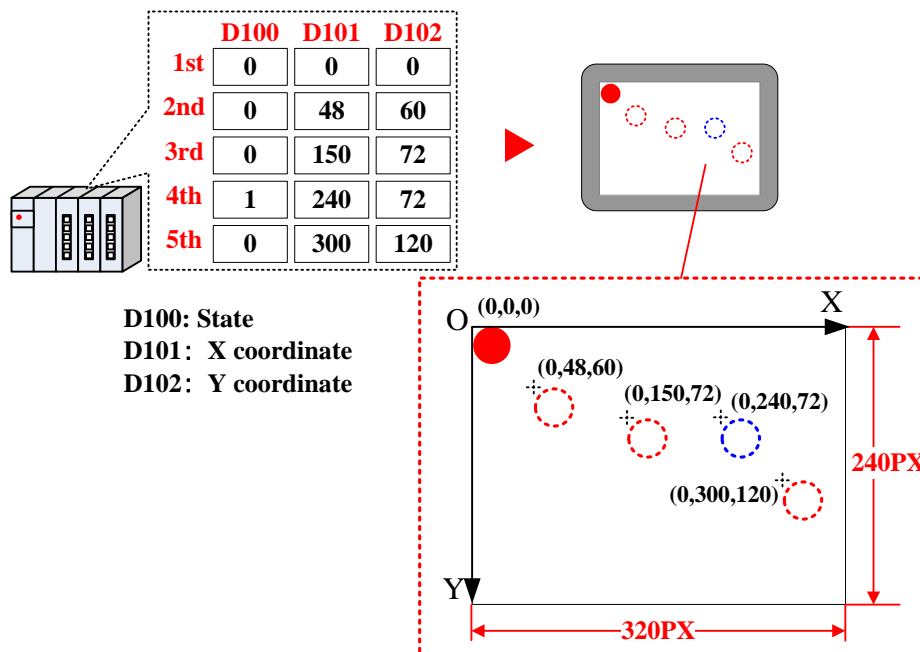 D100 D101 D102
1st 0 0 0
2nd 0 48 60
3rd 0 150 72
4th 1 240 72
5th 0 300 120
D100: State
D101： X coordinate
D102： Y coordinate
O (0,0,0) X
(0,48,60)
(0,150,72) (0,240,72)
240PX
(0,300,120)
Y
320PX